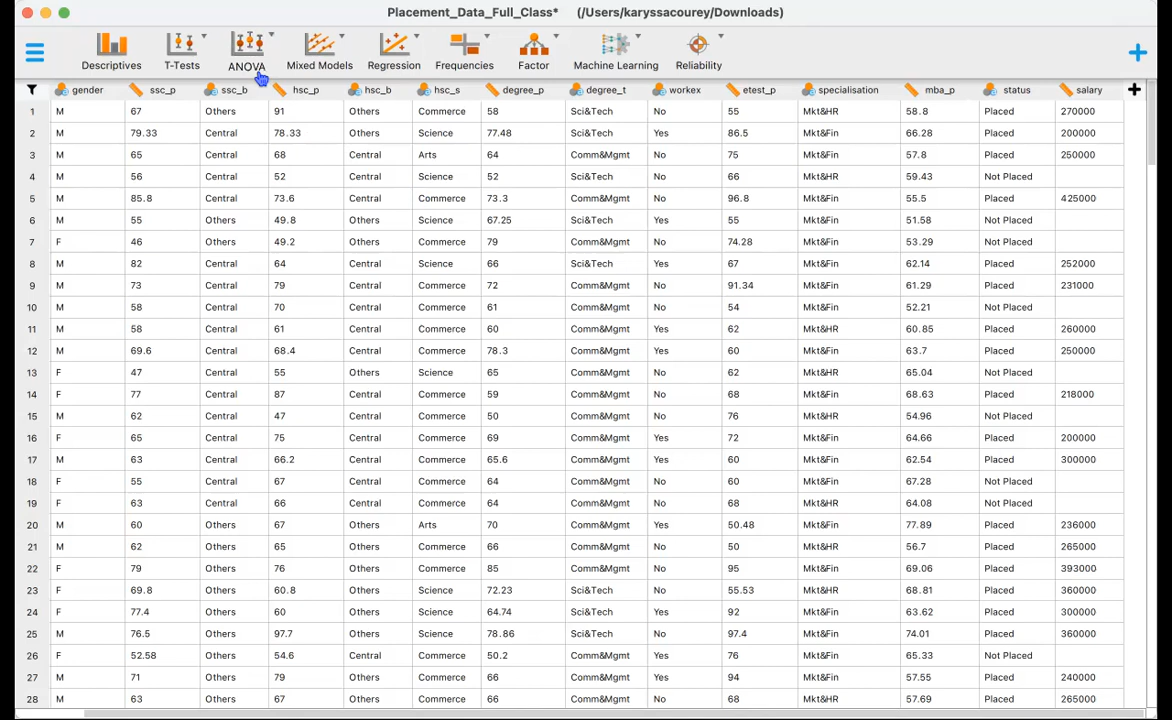 Placement_Data_Full_Class* (/Users/karyssacourey/Downloads)
Descriptives T-Tests ANOVA Mixed Models Regression Frequencies Factor Machine Learning Reliability
gender ssc_p ssc_b hsc_p hsc_b hsc_s degree_p degree_t workex etest_p specialisation mba_p status salary
1 M 67 Others 91 Others Commerce 58 Sci&Tech No 55 Mkt&HR 58.8 Placed 270000
2 M 79.33 Central 78.33 Others Science 77.48 Sci&Tech Yes 86.5 Mkt&Fin 66.28 Placed 200000
3 M 65 Central 68 Central Arts 64 Comm&Mgmt No 75 Mkt&Fin 57.8 Placed 250000
4 M 56 Central 52 Central Science 52 Sci&Tech No 66 Mkt&HR 59.43 Not Placed
5 M 85.8 Central 73.6 Central Commerce 73.3 Comm&Mgmt No 96.8 Mkt&Fin 55.5 Placed 425000
6 M 55 Others 49.8 Others Science 67.25 Sci&Tech Yes 55 Mkt&Fin 51.58 Not Placed
7 F 46 Others 49.2 Others Commerce 79 Comm&Mgmt No 74.28 Mkt&Fin 53.29 Not Placed
8 M 82 Central 64 Central Science 66 Sci&Tech Yes 67 Mkt&Fin 62.14 Placed 252000
9 M 73 Central 79 Central Commerce 72 Comm&Mgmt No 91.34 Mkt&Fin 61.29 Placed 231000
10 M 58 Central 70 Central Commerce 61 Comm&Mgmt No 54 Mkt&Fin 52.21 Not Placed
11 M 58 Central 61 Central Commerce 60 Comm&Mgmt Yes 62 Mkt&HR 60.85 Placed 260000
12 M 69.6 Central 68.4 Central Commerce 78.3 Comm&Mgmt Yes 60 Mkt&Fin 63.7 Placed 250000
13 F 47 Central 55 Others Science 65 Comm&Mgmt No 62 Mkt&HR 65.04 Not Placed
14 F 77 Central 87 Central Commerce 59 Comm&Mgmt No 68 Mkt&Fin 68.63 Placed 218000
15 M 62 Central 47 Central Commerce 50 Comm&Mgmt No 76 Mkt&HR 54.96 Not Placed
16 F 65 Central 75 Central Commerce 69 Comm&Mgmt Yes 72 Mkt&Fin 64.66 Placed 200000
17 M 63 Central 66.2 Central Commerce 65.6 Comm&Mgmt Yes 60 Mkt&Fin 62.54 Placed 300000
18 F 55 Central 67 Central Commerce 64 Comm&Mgmt No 60 Mkt&Fin 67.28 Not Placed
19 F 63 Central 66 Central Commerce 64 Comm&Mgmt No 68 Mkt&HR 64.08 Not Placed
20 M 60 Others 67 Others Arts 70 Comm&Mgmt Yes 50.48 Mkt&Fin 77.89 Placed 236000
21 M 62 Others 65 Others Commerce 66 Comm&Mgmt No 50 Mkt&HR 56.7 Placed 265000
22 F 79 Others 76 Others Commerce 85 Comm&Mgmt No 95 Mkt&Fin 69.06 Placed 393000
23 F 69.8 Others 60.8 Others Science 72.23 Sci&Tech No 55.53 Mkt&HR 68.81 Placed 360000
24 F 77.4 Others 60 Others Science 64.74 Sci&Tech Yes 92 Mkt&Fin 63.62 Placed 300000
25 M 76.5 Others 97.7 Others Science 78.86 Sci&Tech No 97.4 Mkt&Fin 74.01 Placed 360000
26 F 52.58 Others 54.6 Central Commerce 50.2 Comm&Mgmt Yes 76 Mkt&Fin 65.33 Not Placed
27 M 71 Others 79 Others Commerce 66 Comm&Mgmt Yes 94 Mkt&Fin 57.55 Placed 240000
28 M 63 Others 67 Others Commerce 66 Comm&Mgmt No 68 Mkt&HR 57.69 Placed 265000